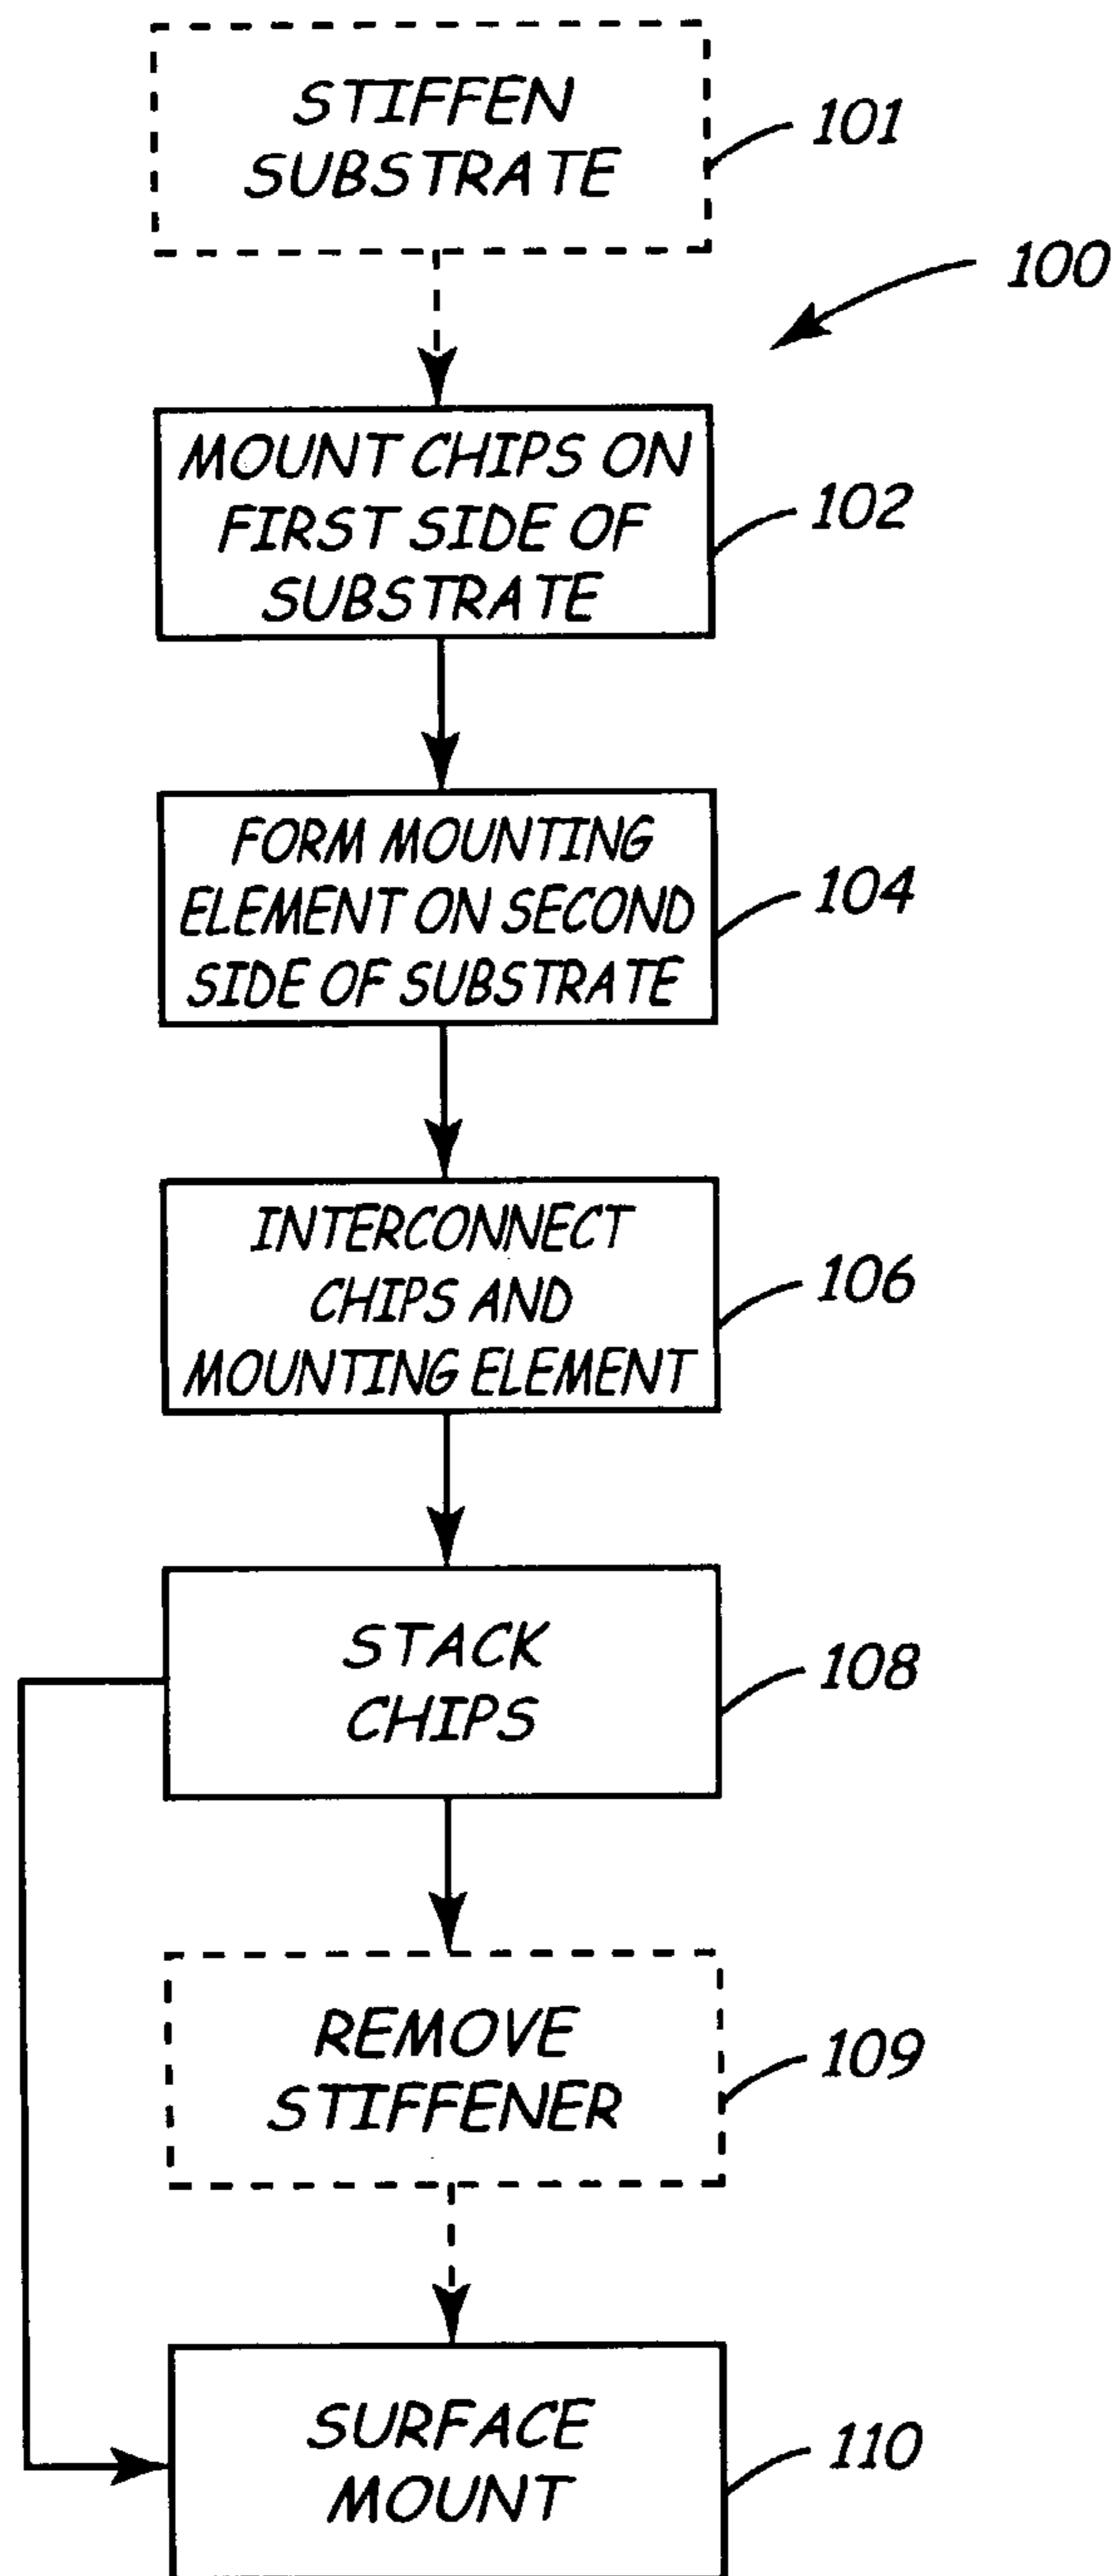 STIFFEN
SUBSTRATE
101
100
MOUNT CHIPS ON
FIRST SIDE OF
SUBSTRATE
102
FORM MOUNTING
ELEMENT ON SECOND
SIDE OF SUBSTRATE
104
INTERCONNECT
CHIPS AND
MOUNTING ELEMENT
106
STACK
CHIPS
108
REMOVE
STIFFENER
109
SURFACE
MOUNT
110